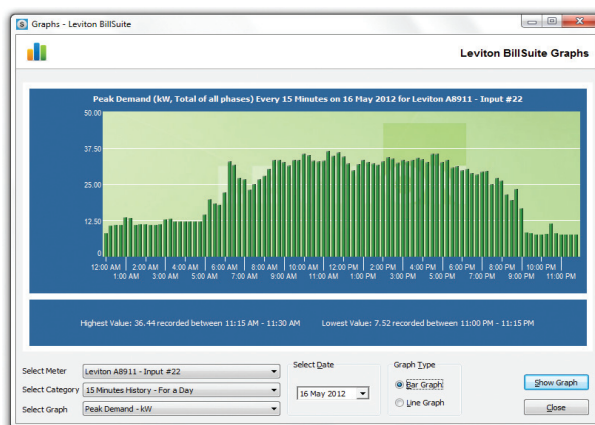 Graphs - Leviton BillSuite
Leviton BillSuite Graphs
Peak Demand (kW, Total of all phases) Every 15 Minutes on 16 May 2012 for Leviton A8911 - Input #22
50.00
37.50
25.00
12.50
0
12:00 AM 2:00 AM 4:00 AM 6:00 AM 8:00 AM 10:00 AM 12:00 PM 2:00 PM 4:00 PM 6:00 PM 8:00 PM 10:00 PM
1:00 AM 3:00 AM 5:00 AM 7:00 AM 9:00 AM 11:00 AM 1:00 PM 3:00 PM 5:00 PM 7:00 PM 9:00 PM 11:00 PM
Highest Value: 36.44 recorded between 11:15 AM - 11:30 AM Lowest Value: 7.52 recorded between 11:00 PM - 11:15 PM
Select Meter Leviton A8911 - Input #22
Select Category 15 Minutes History - For a Day
Select Graph Peak Demand - kW
Select Date
16 May 2012
Graph Type
Bar Graph
Line Graph
Show Graph
Close